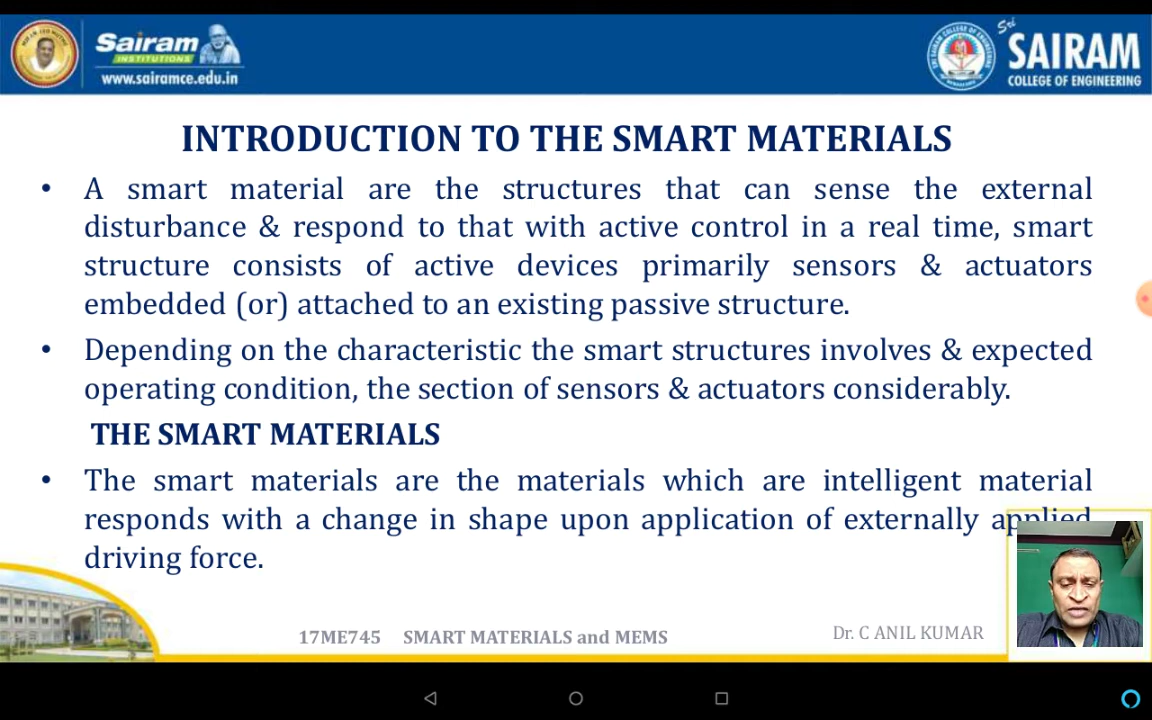 Sairam
INSTITUTIONS
www.sairamce.edu.in
Sri
SAIRAM
COLLEGE OF ENGINEERING
INTRODUCTION TO THE SMART MATERIALS
• A smart material are the structures that can sense the external
disturbance & respond to that with active control in a real time, smart
structure consists of active devices primarily sensors & actuators
embedded (or) attached to an existing passive structure.
• Depending on the characteristic the smart structures involves & expected
operating condition, the section of sensors & actuators considerably.
THE SMART MATERIALS
• The smart materials are the materials which are intelligent material
responds with a change in shape upon application of externally applied
driving force.
17ME745 SMART MATERIALS and MEMS
Dr. C ANIL KUMAR